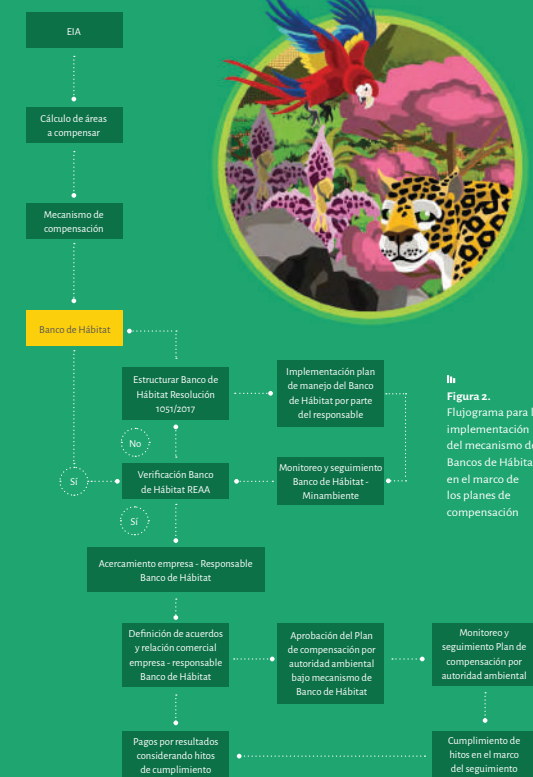 EIA
Cálculo de áreas
a compensar
Mecanismo de
compensación
Banco de Hábitat
Estructurar Banco de
Hábitat Resolución
1051/2017
Implementación plan
de manejo del Banco
de Hábitat por parte
del responsable
Figura 2.
Flujograma para l
implementación
del mecanismo d
Bancos de Hábita
en el marco de
los planes de
compensación
No
Sí
Verificación Banco
de Hábitat REAA
Monitoreo y seguimiento
Banco de Hábitat -
Minambiente
Sí
Acercamiento empresa - Responsable
Banco de Hábitat
Definición de acuerdos
y relación comercial
empresa - responsable
Banco de Hábitat
Aprobación del Plan
de compensación por
autoridad ambiental
bajo mecanismo de
Banco de Hábitat
Monitoreo y
seguimiento Plan de
compensación por
autoridad ambiental
Pagos por resultados
considerando hitos
de cumplimiento
Cumplimiento de
hitos en el marco
del seguimiento